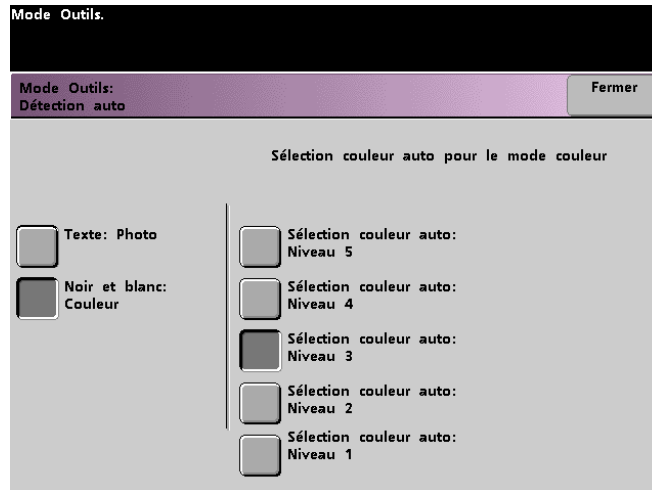 Mode Outils.
Mode Outils:
Détection auto
Fermer
Sélection couleur auto pour le mode couleur
Texte: Photo
Noir et blanc:
Couleur
Sélection couleur auto:
Niveau 5
Sélection couleur auto:
Niveau 4
Sélection couleur auto:
Niveau 3
Sélection couleur auto:
Niveau 2
Sélection couleur auto:
Niveau 1